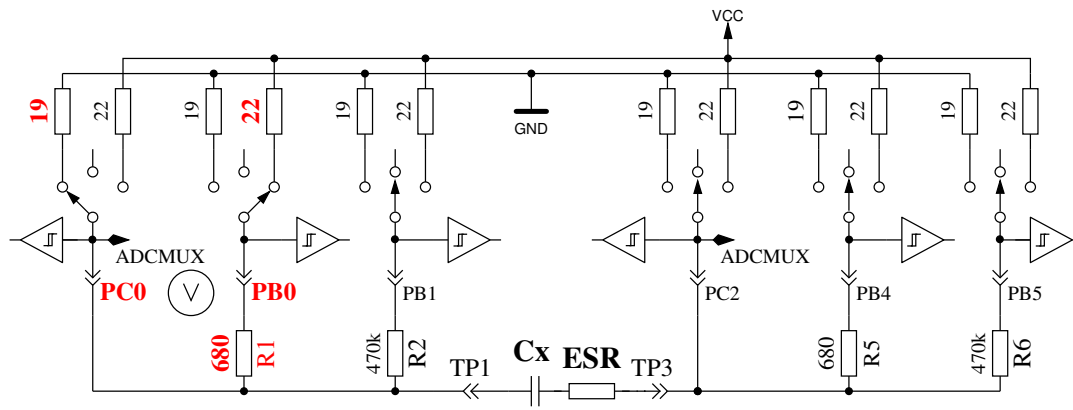 VCC
19
22
19
22
19
22
GND
19
22
19
22
19
22
ADCMUX
ADCMUX
PC0
V
PB0
PB1
PC2
PB4
PB5
680
R1
470k
R2
680
R5
470k
R6
TP1
Cx
ESR
TP3